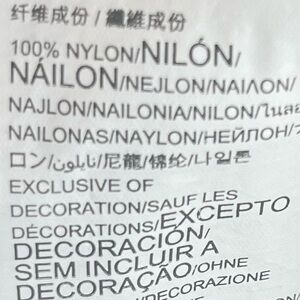 纤维成份 / 纖維成份
100% NYLON/NILÓN/
NÁILON/NEJLON/ΝΑΙΛΟΝ/
NAJLON/NAILONIA/NILON/ไนลอ
NAILONAS/NAYLON/НЕЙЛОН/
ロン/نايلون/尼龍/锦纶/나일론
EXCLUSIVE OF
DECORATION/SAUF LES
DÉCORATIONS/EXCEPTO
DECORACIÓN/
SEM INCLUIR A
DECORAÇÃO/OHNE
/DECORAZIONE